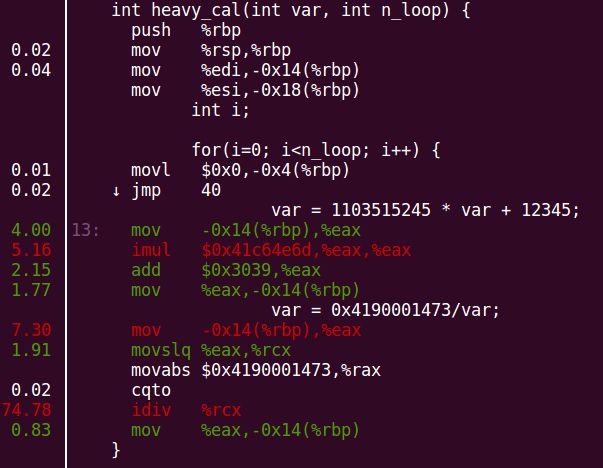 int heavy_cal(int var, int n_loop) {
push %rbp
0.02 mov %rsp,%rbp
0.04 mov %edi,-0x14(%rbp)
mov %esi,-0x18(%rbp)
int i;
for(i=0; i<n_loop; i++) {
0.01 movl $0x0,-0x4(%rbp)
0.02 ↓ jmp 40
var = 1103515245 * var + 12345;
4.00 13: mov -0x14(%rbp),%eax
5.16 imul $0x41c64e6d,%eax,%eax
2.15 add $0x3039,%eax
1.77 mov %eax,-0x14(%rbp)
var = 0x4190001473/var;
7.30 mov -0x14(%rbp),%eax
1.91 movslq %eax,%rcx
movabs $0x4190001473,%rax
0.02 cqto
74.78 idiv %rcx
0.83 mov %eax,-0x14(%rbp)
}